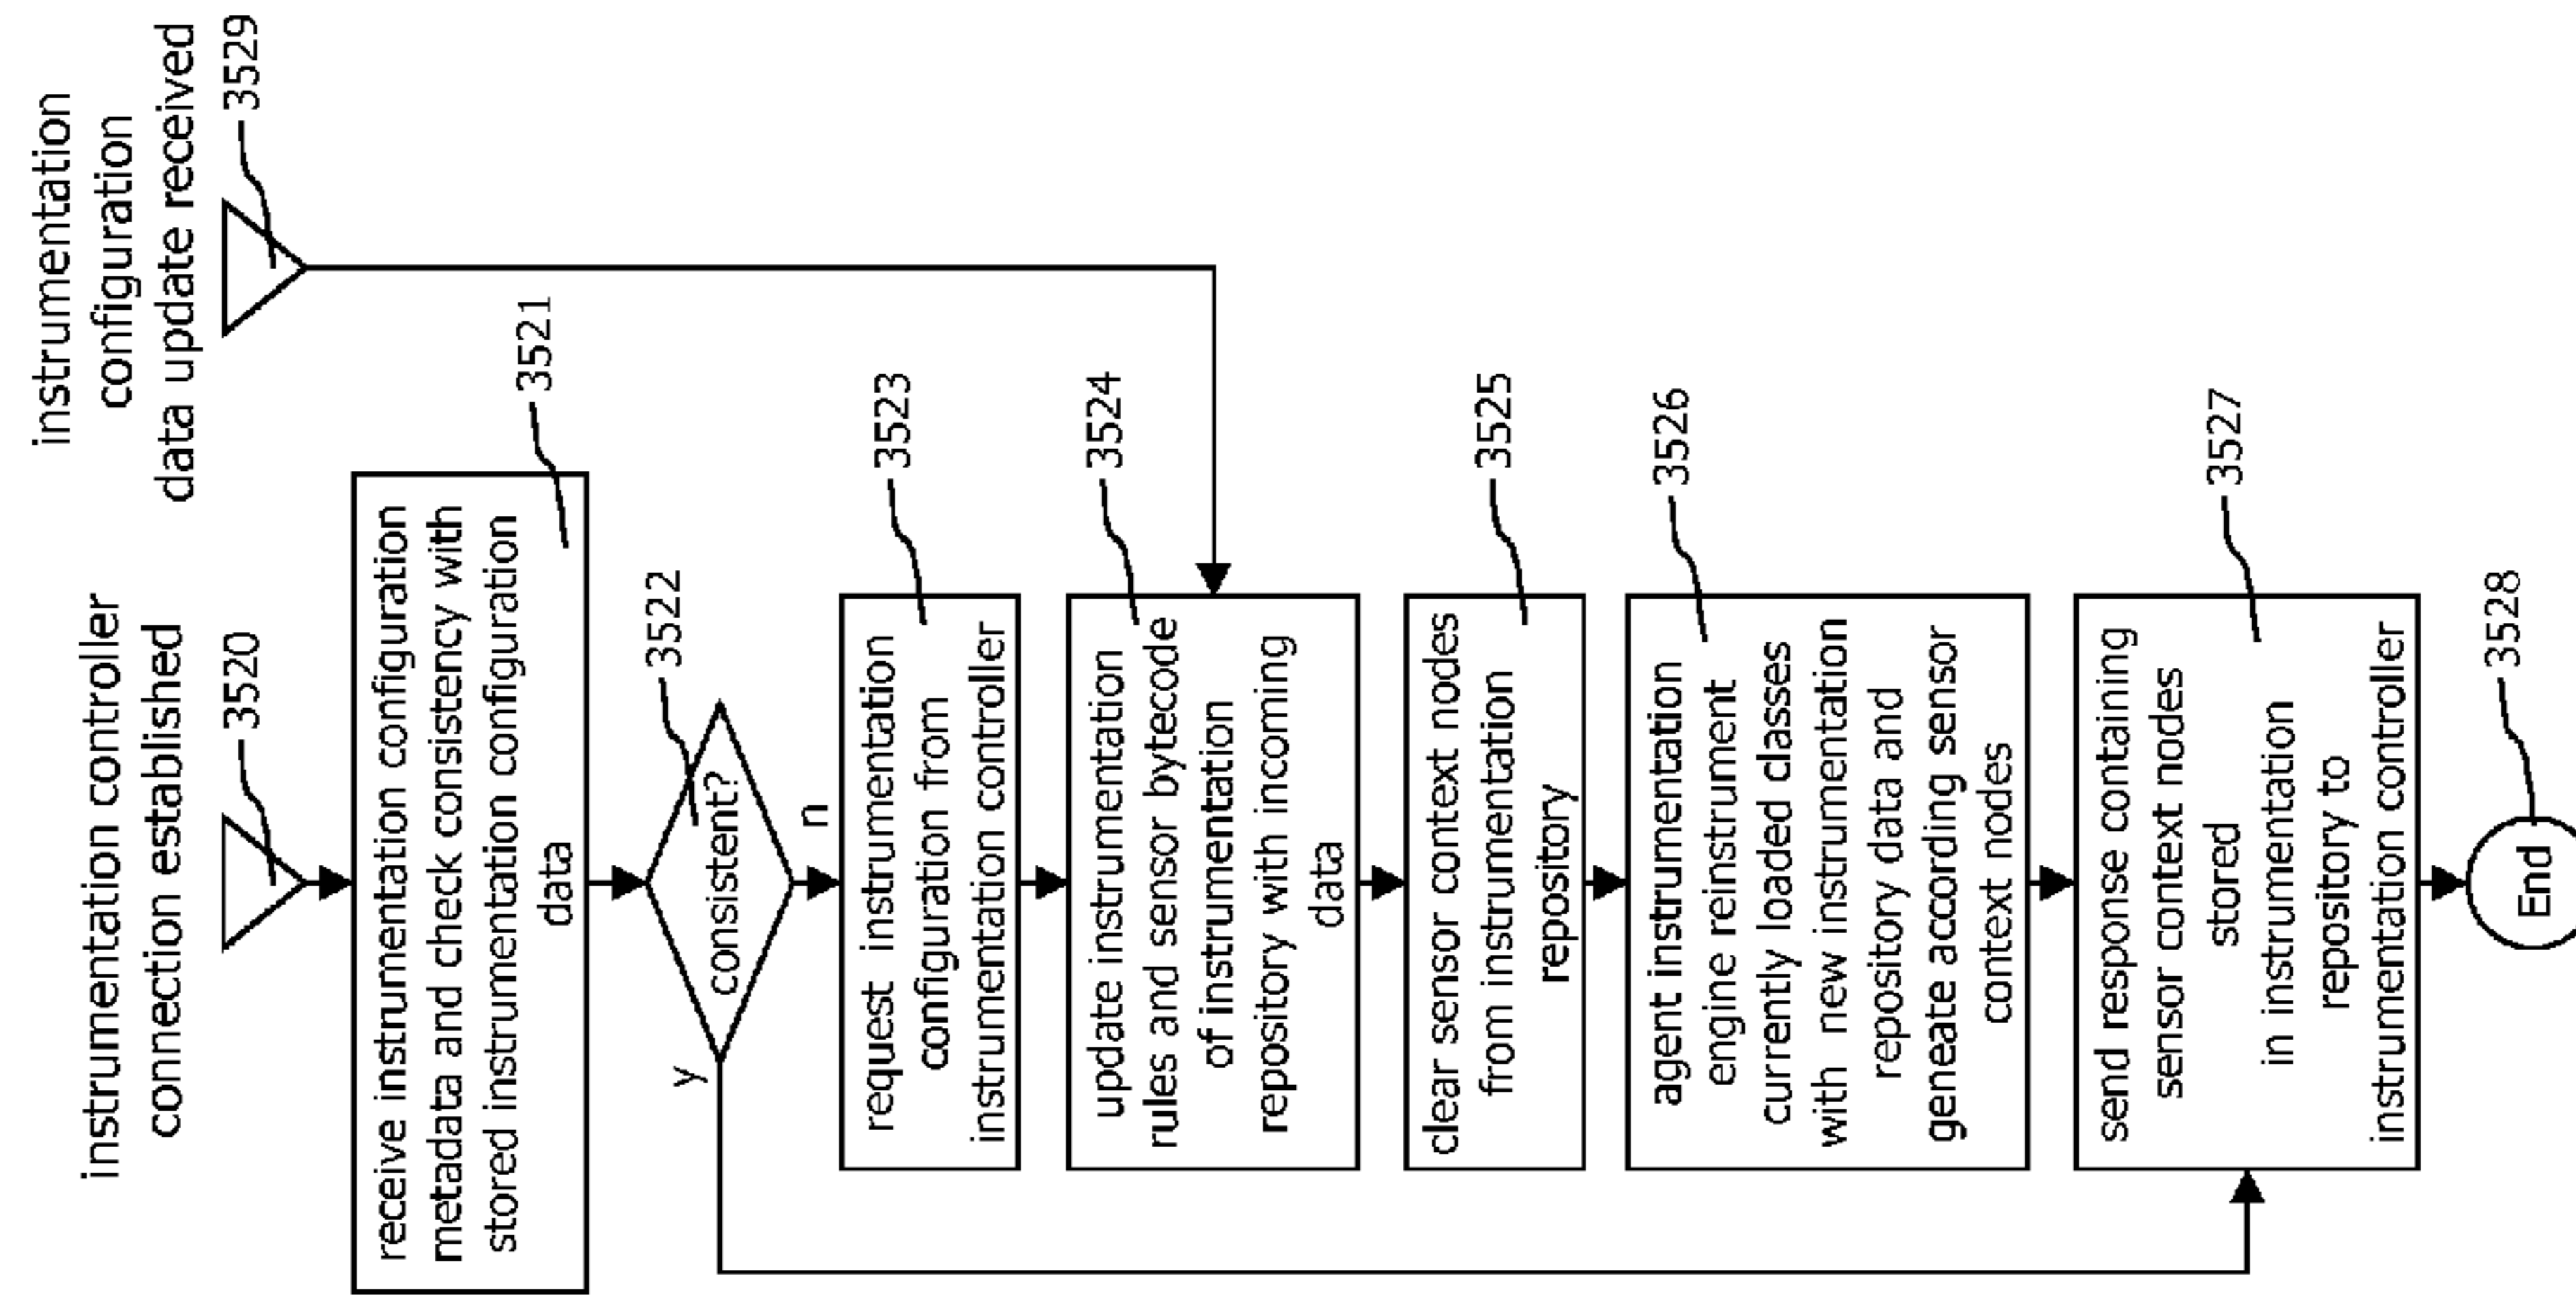 instrumentation controller
connection established
3520
instrumentation
configuration
data update received
3529
receive instrumentation configuration
metadata and check consistency with
stored instrumentation configuration
data
3521
consistent?
3522
y
n
request instrumentation
configuration from
instrumentation controller
3523
update instrumentation
rules and sensor bytecode
of instrumentation
repository with incoming
data
3524
clear sensor context nodes
from instrumentation
repository
3525
agent instrumentation
engine reinstrument
currently loaded classes
with new instrumentation
repository data and
geneate according sensor
context nodes
3526
send response containing
sensor context nodes
stored
in instrumentation
repository to
instrumentation controller
3527
End
3528